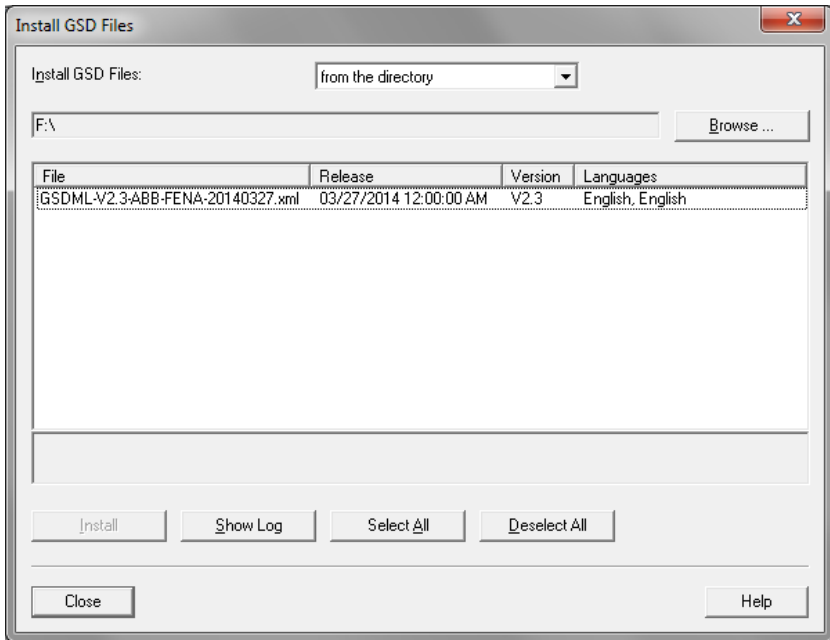 Install GSD Files
Install GSD Files: from the directory
F:\ Browse ...
File Release Version Languages
GSDML-V2.3-ABB-FENA-20140327.xml 03/27/2014 12:00:00 AM V2.3 English, English
Install Show Log Select All Deselect All
Close Help